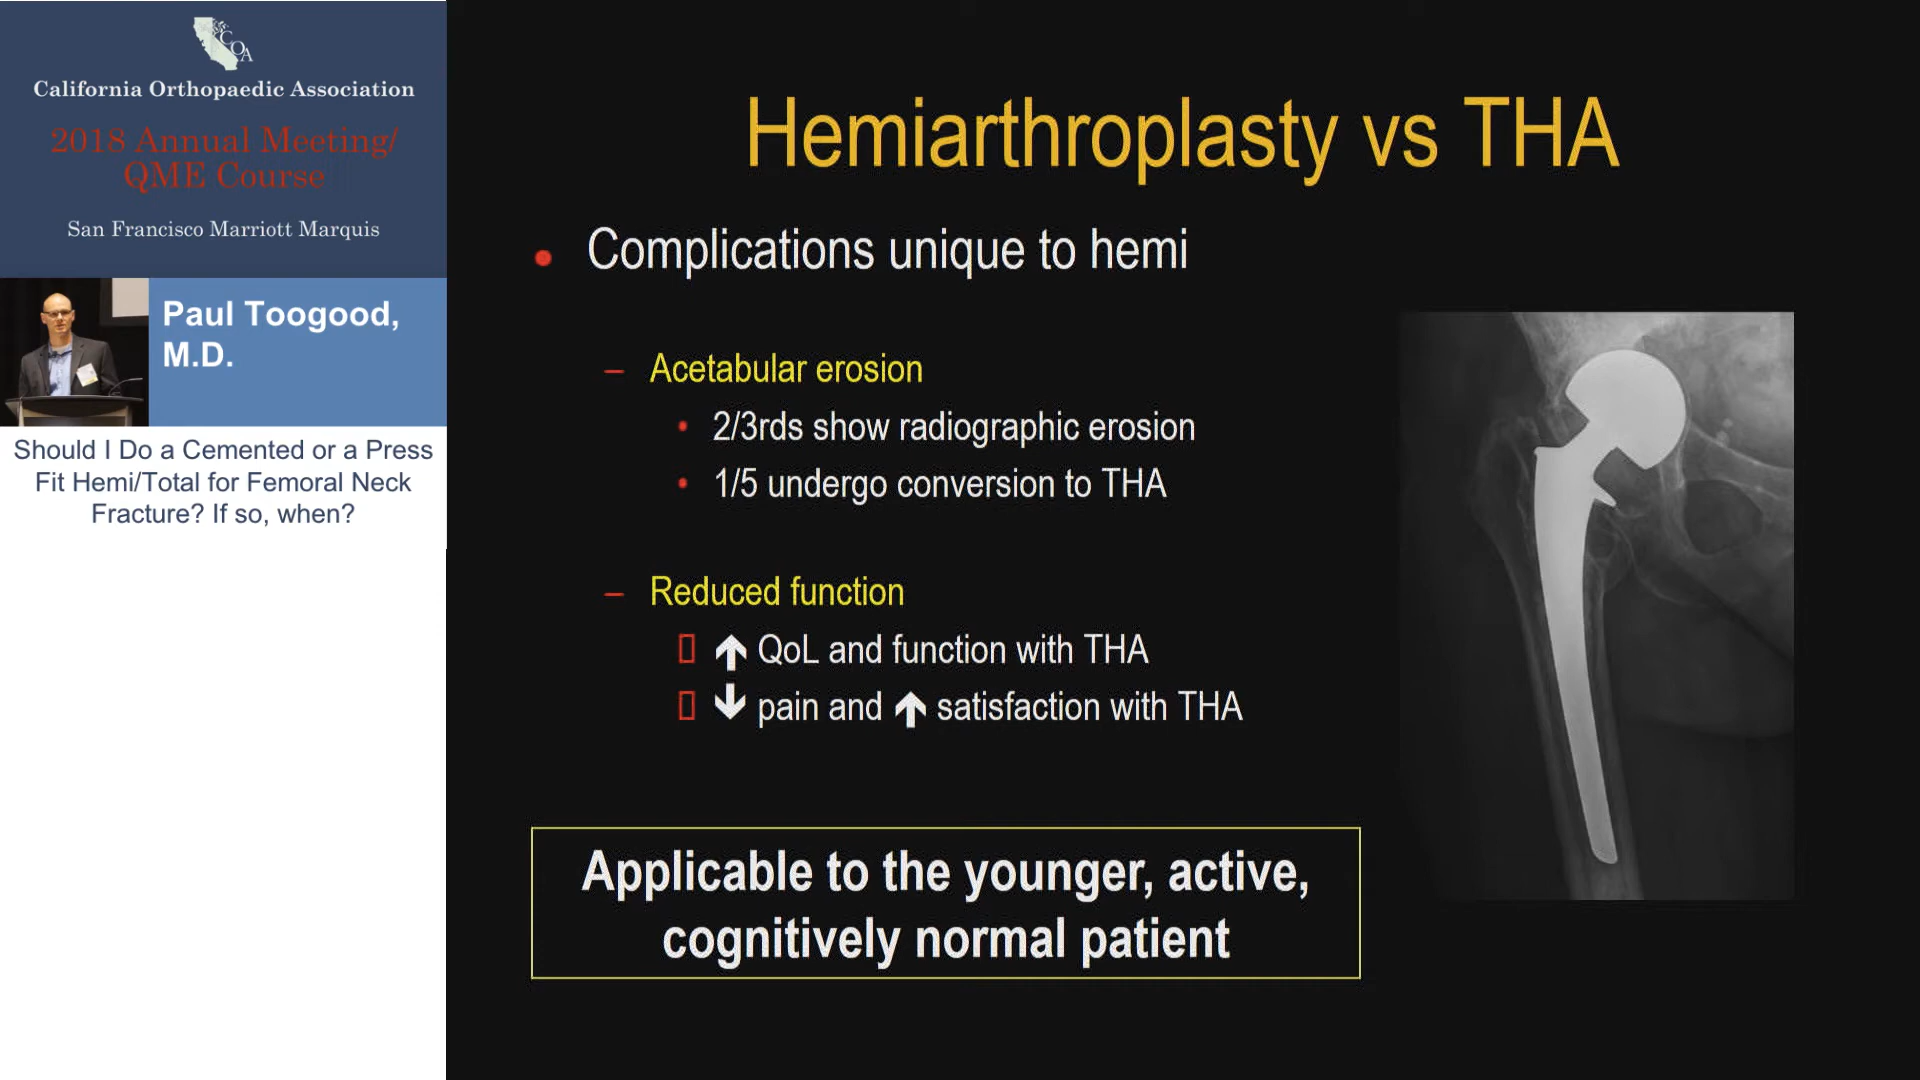 COA
California Orthopaedic Association
2018 Annual Meeting/
QME Course
San Francisco Marriott Marquis
Paul Toogood,
M.D.
Should I Do a Cemented or a Press
Fit Hemi/Total for Femoral Neck
Fracture? If so, when?
Hemiarthroplasty vs THA
• Complications unique to hemi
– Acetabular erosion
• 2/3rds show radiographic erosion
• 1/5 undergo conversion to THA
– Reduced function
▯ ⬆ QoL and function with THA
▯ ⬇ pain and ⬆ satisfaction with THA
Applicable to the younger, active,
cognitively normal patient